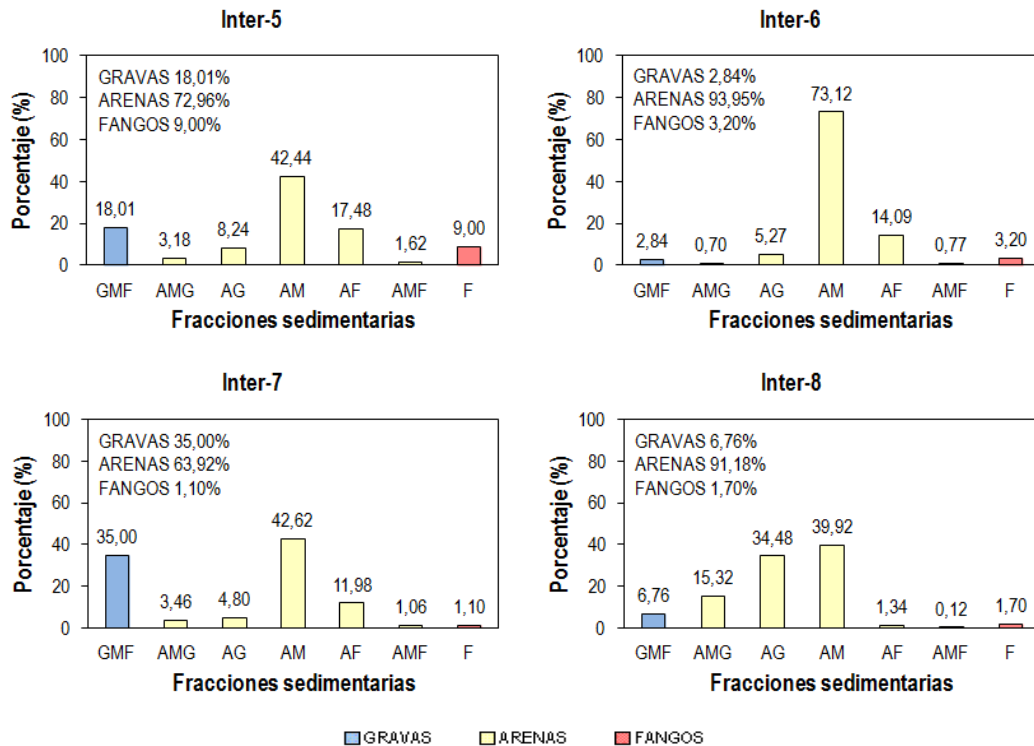 Inter-5
Porcentaje (%)
100
80
60
40
20
0
GRAVAS 18,01%
ARENAS 72,96%
FANGOS 9,00%
18,01
3,18
8,24
42,44
17,48
1,62
9,00
GMF AMG AG AM AF AMF F
Fracciones sedimentarias
Inter-6
Porcentaje (%)
100
80
60
40
20
0
GRAVAS 2,84%
ARENAS 93,95%
FANGOS 3,20%
2,84
0,70
5,27
73,12
14,09
0,77
3,20
GMF AMG AG AM AF AMF F
Fracciones sedimentarias
Inter-7
Porcentaje (%)
100
80
60
40
20
0
GRAVAS 35,00%
ARENAS 63,92%
FANGOS 1,10%
35,00
3,46
4,80
42,62
11,98
1,06
1,10
GMF AMG AG AM AF AMF F
Fracciones sedimentarias
Inter-8
Porcentaje (%)
100
80
60
40
20
0
GRAVAS 6,76%
ARENAS 91,18%
FANGOS 1,70%
6,76
15,32
34,48
39,92
1,34
0,12
1,70
GMF AMG AG AM AF AMF F
Fracciones sedimentarias
GRAVAS ARENAS FANGOS